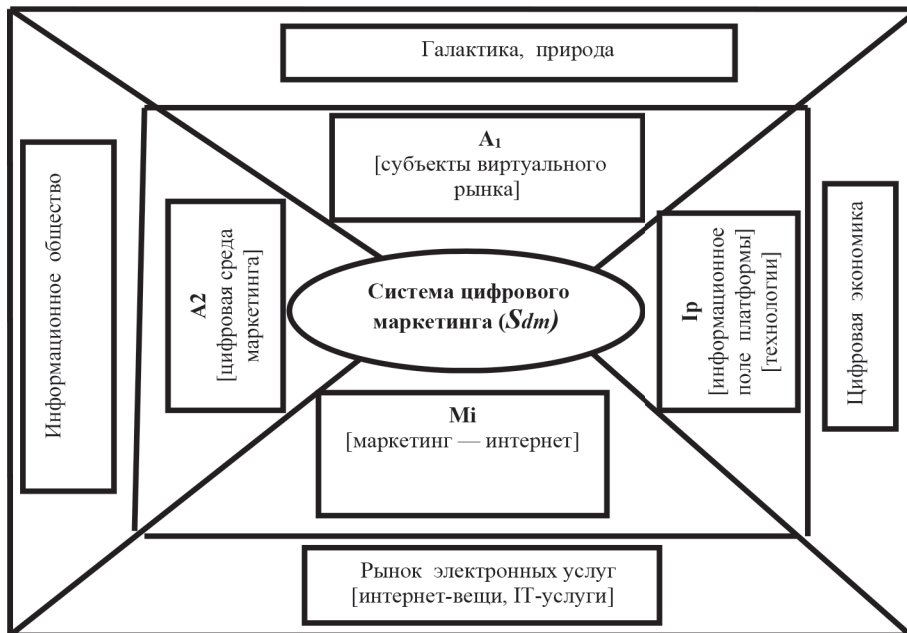 Галактика, природа
A₁
[субъекты виртуального
рынка]
Информационное общество
A2
[цифровая среда
маркетинга]
Система цифрового
маркетинга (Sdm)
Ip
[информационное
поле платформы]
[технологии]
Цифровая экономика
Mi
[маркетинг — интернет]
Рынок электронных услуг
[интернет-вещи, IT-услуги]